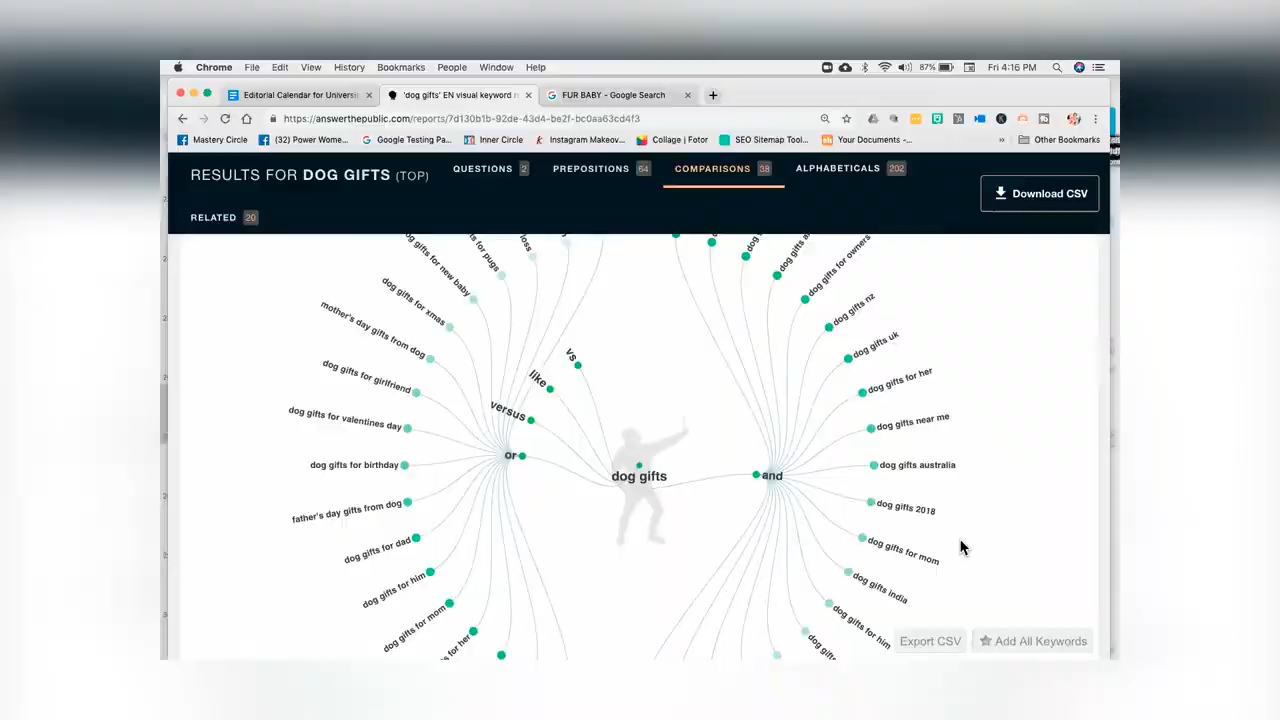 Chrome File Edit View History Bookmarks People Window Help 87% Fri 4:16 PM
Editorial Calendar for Universi
'dog gifts' EN visual keyword r
FUR BABY - Google Search
https://answerthepublic.com/reports/7d130b1b-92de-43d4-be2f-bc0aa63cd4f3
Mastery Circle
(32) Power Wome...
Google Testing Pa...
Inner Circle
Instagram Makeov...
Collage | Fotor
SEO Sitemap Tool...
Your Documents -...
»
Other Bookmarks
RESULTS FOR DOG GIFTS (TOP)
QUESTIONS 2
PREPOSITIONS 64
COMPARISONS 38
ALPHABETICALS 202
Download CSV
RELATED 20
gifts for new baby
for pugs
loss
dog gifts for xmas
mother's day gifts from dog
dog gifts for girlfriend
dog gifts for valentines day
dog gifts for birthday
father's day gifts from dog
dog gifts for dad
dog gifts for him
dog gifts for mom
for her
vs
like
versus
or
dog gifts
and
dog
dog gifts
dog gifts for owners
dog gifts nz
dog gifts uk
dog gifts for her
dog gifts near me
dog gifts australia
dog gifts 2018
dog gifts for mom
dog gifts india
dog gifts for him
dog
Export CSV
Add All Keywords